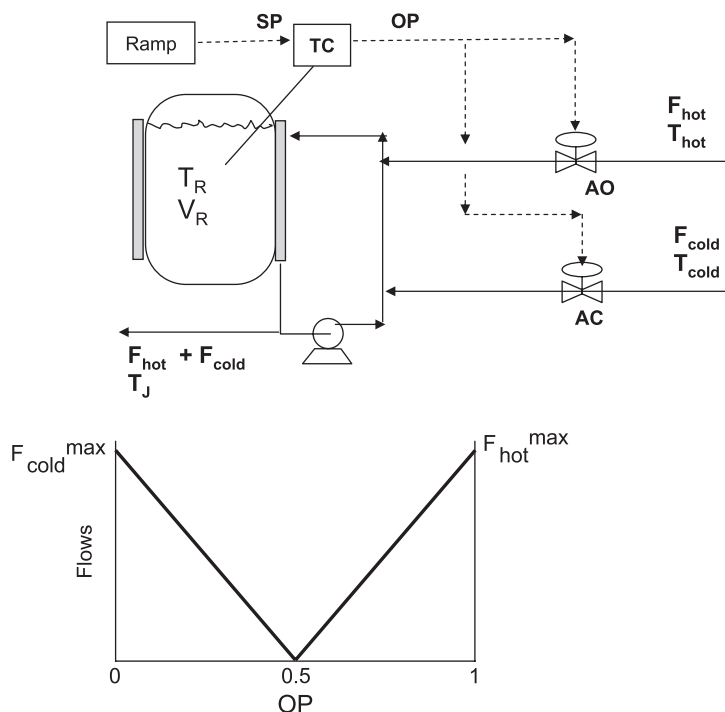 SP
OP
Ramp
TC
F_hot
T_hot
T_R
V_R
AO
F_cold
T_cold
AC
F_hot + F_cold
T_J
F_cold^max
F_hot^max
Flows
0
0.5
1
OP